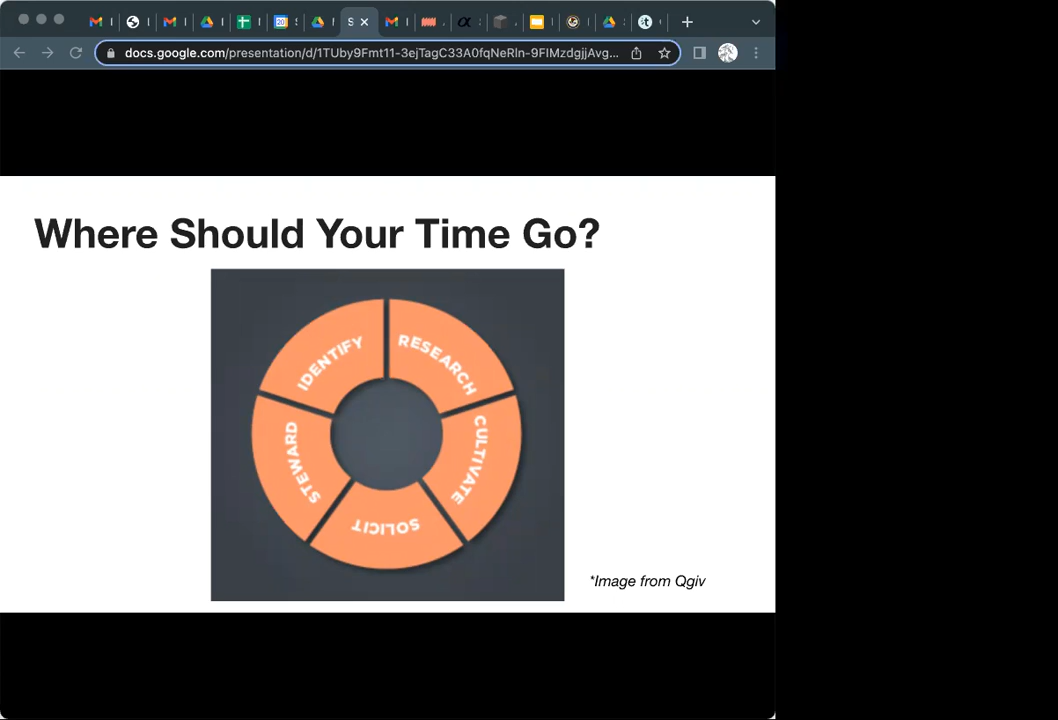 docs.google.com/presentation/d/1TUby9Fmt11-3ejTagC33A0fqNeRln-9FIMzdgjjAvg...
Where Should Your Time Go?
IDENTIFY
RESEARCH
CULTIVATE
SOLICIT
STEWARD
*Image from Qgiv